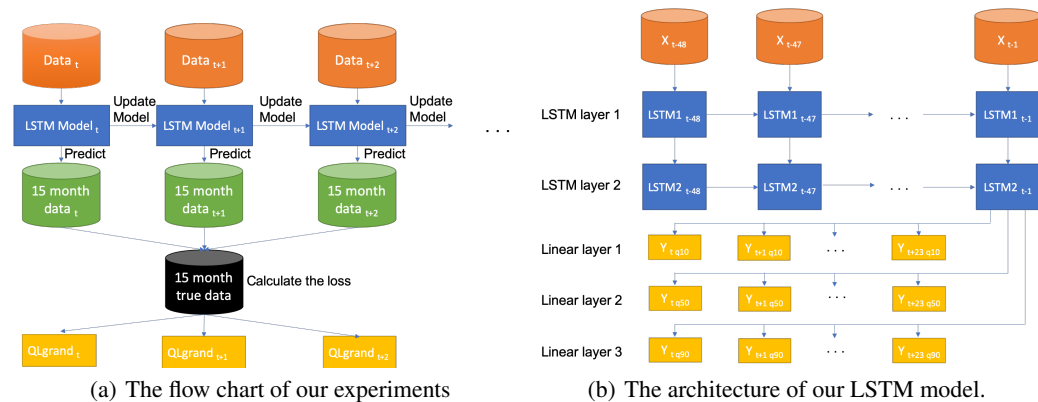 Data t
Data t+1
Data t+2
Update
Model
Update
Model
Update
Model
LSTM Model t
LSTM Model t+1
LSTM Model t+2
. . .
Predict
Predict
Predict
15 month
data t
15 month
data t+1
15 month
data t+2
15 month
true data
Calculate the loss
QLgrand t
QLgrand t+1
QLgrand t+2
(a) The flow chart of our experiments
X t-48
X t-47
X t-1
LSTM layer 1
LSTM1 t-48
LSTM1 t-47
. . .
LSTM1 t-1
LSTM layer 2
LSTM2 t-48
LSTM2 t-47
. . .
LSTM2 t-1
Linear layer 1
Y t q10
Y t+1 q10
. . .
Y t+23 q10
Linear layer 2
Y t q50
Y t+1 q50
. . .
Y t+23 q50
Linear layer 3
Y t q90
Y t+1 q90
. . .
Y t+23 q90
(b) The architecture of our LSTM model.